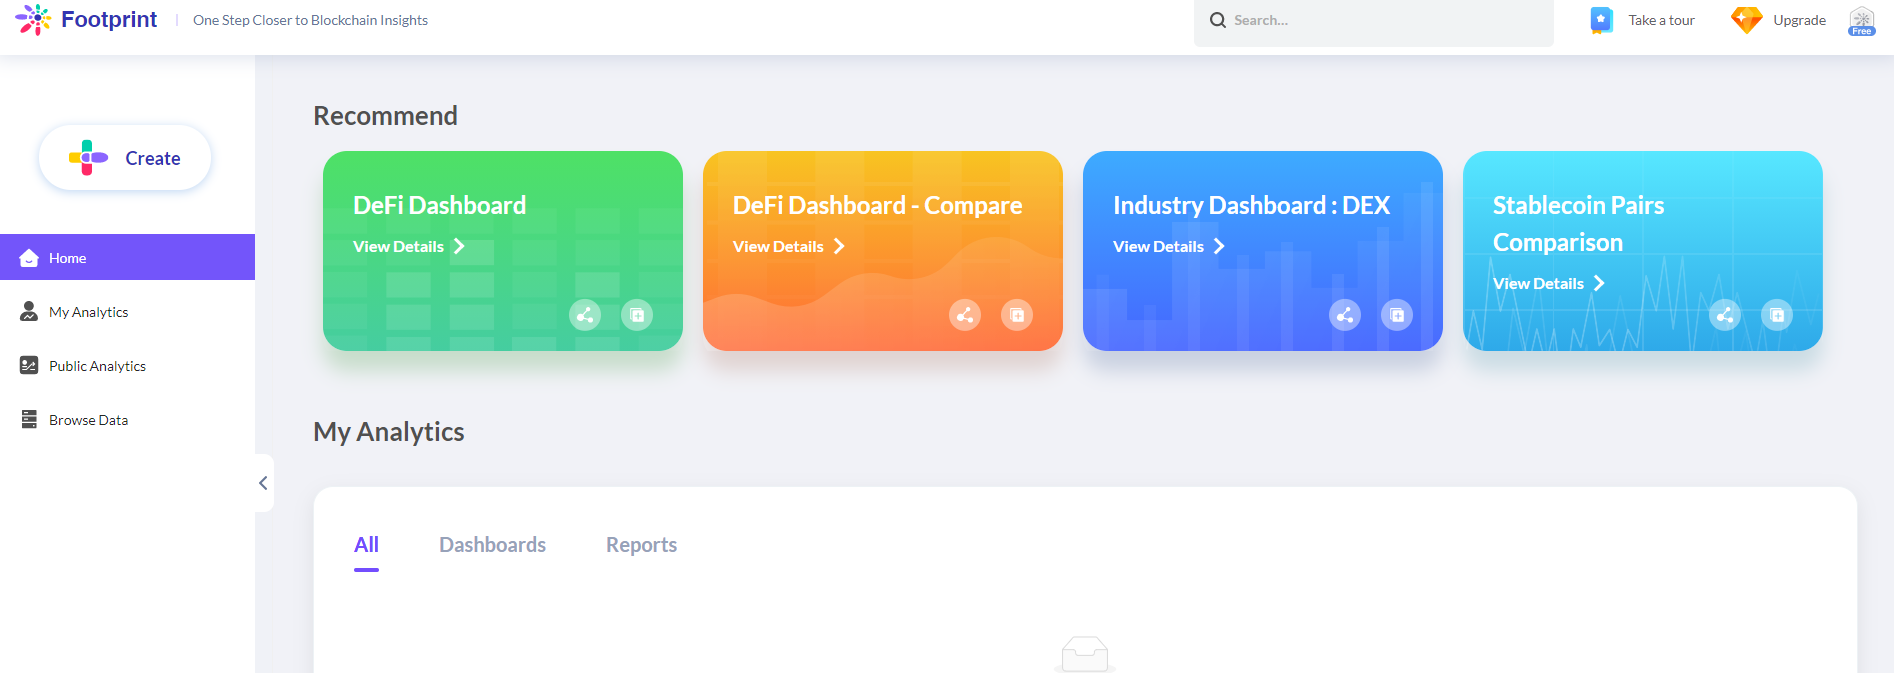 Footprint
One Step Closer to Blockchain Insights
Search...
Take a tour
Upgrade
Free
Create
Home
My Analytics
Public Analytics
Browse Data
Recommend
DeFi Dashboard
View Details
DeFi Dashboard - Compare
View Details
Industry Dashboard : DEX
View Details
Stablecoin Pairs
Comparison
View Details
My Analytics
All
Dashboards
Reports